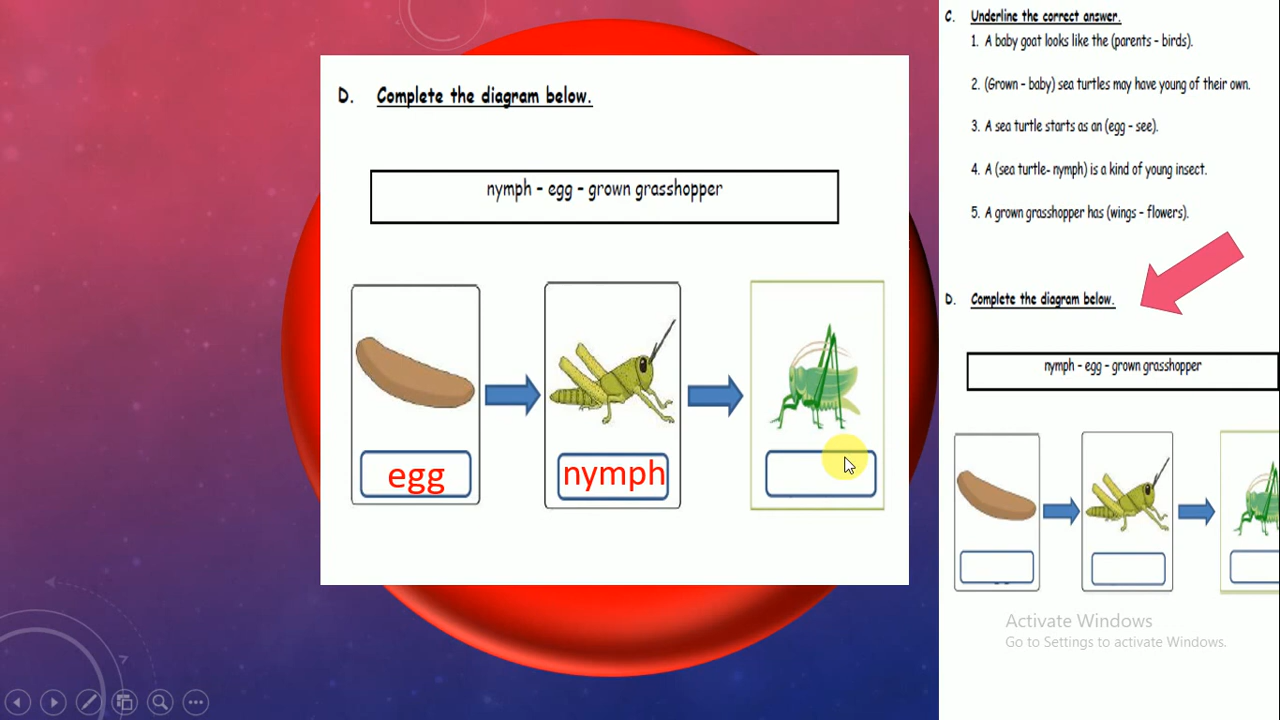 D. Complete the diagram below.
nymph - egg - grown grasshopper
egg
nymph
C. Underline the correct answer.
1. A baby goat looks like the (parents - birds).
2. (Grown - baby) sea turtles may have young of their own.
3. A sea turtle starts as an (egg - see).
4. A (sea turtle- nymph) is a kind of young insect.
5. A grown grasshopper has (wings - flowers).
D. Complete the diagram below.
nymph - egg - grown grasshopper
Activate Windows
Go to Settings to activate Windows.